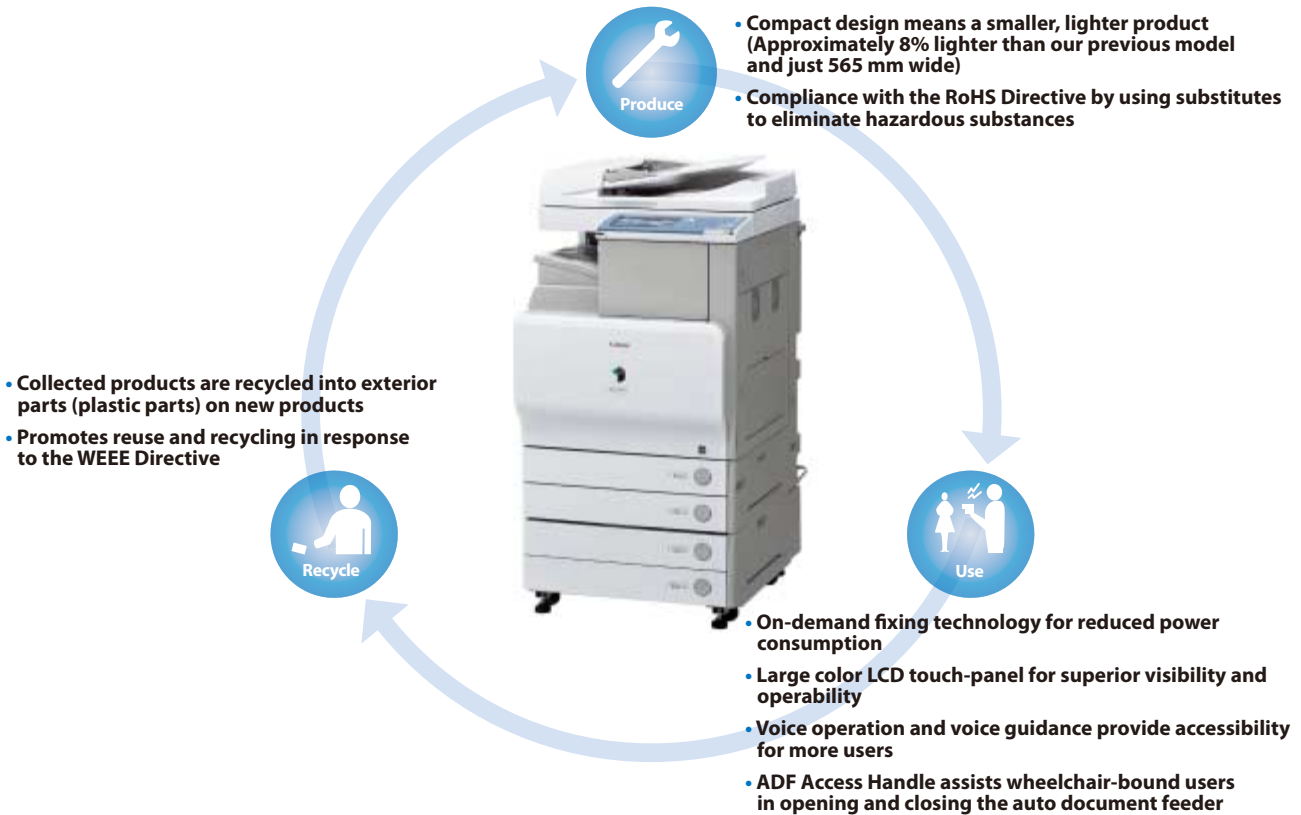 Produce
• Compact design means a smaller, lighter product
(Approximately 8% lighter than our previous model
and just 565 mm wide)
• Compliance with the RoHS Directive by using substitutes
to eliminate hazardous substances
• Collected products are recycled into exterior
parts (plastic parts) on new products
• Promotes reuse and recycling in response
to the WEEE Directive
Recycle
Use
• On-demand fixing technology for reduced power
consumption
• Large color LCD touch-panel for superior visibility and
operability
• Voice operation and voice guidance provide accessibility
for more users
• ADF Access Handle assists wheelchair-bound users
in opening and closing the auto document feeder